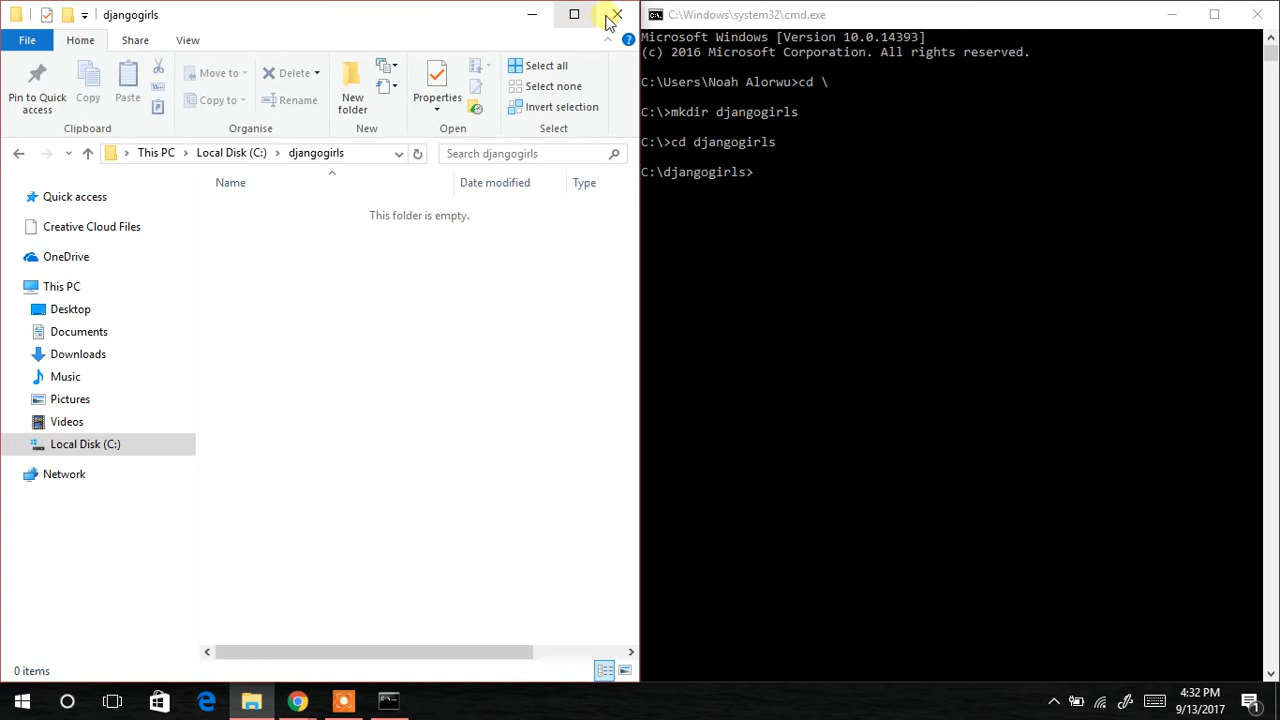 djangogirls
File
Home
Share
View
Pin to Quick access
Copy
Paste
Move to
Copy to
Delete
Rename
New folder
Properties
Select all
Select none
Invert selection
Clipboard
Organise
New
Open
Select
This PC
Local Disk (C:)
djangogirls
Search djangogirls
Name
Date modified
Type
This folder is empty.
Quick access
Creative Cloud Files
OneDrive
This PC
Desktop
Documents
Downloads
Music
Pictures
Videos
Local Disk (C:)
Network
0 items
C:\Windows\system32\cmd.exe
Microsoft Windows [Version 10.0.14393]
(c) 2016 Microsoft Corporation. All rights reserved.
C:\Users\Noah Alorwu>cd \
C:\>mkdir djangogirls
C:\>cd djangogirls
C:\djangogirls>
4:32 PM
9/13/2017
1